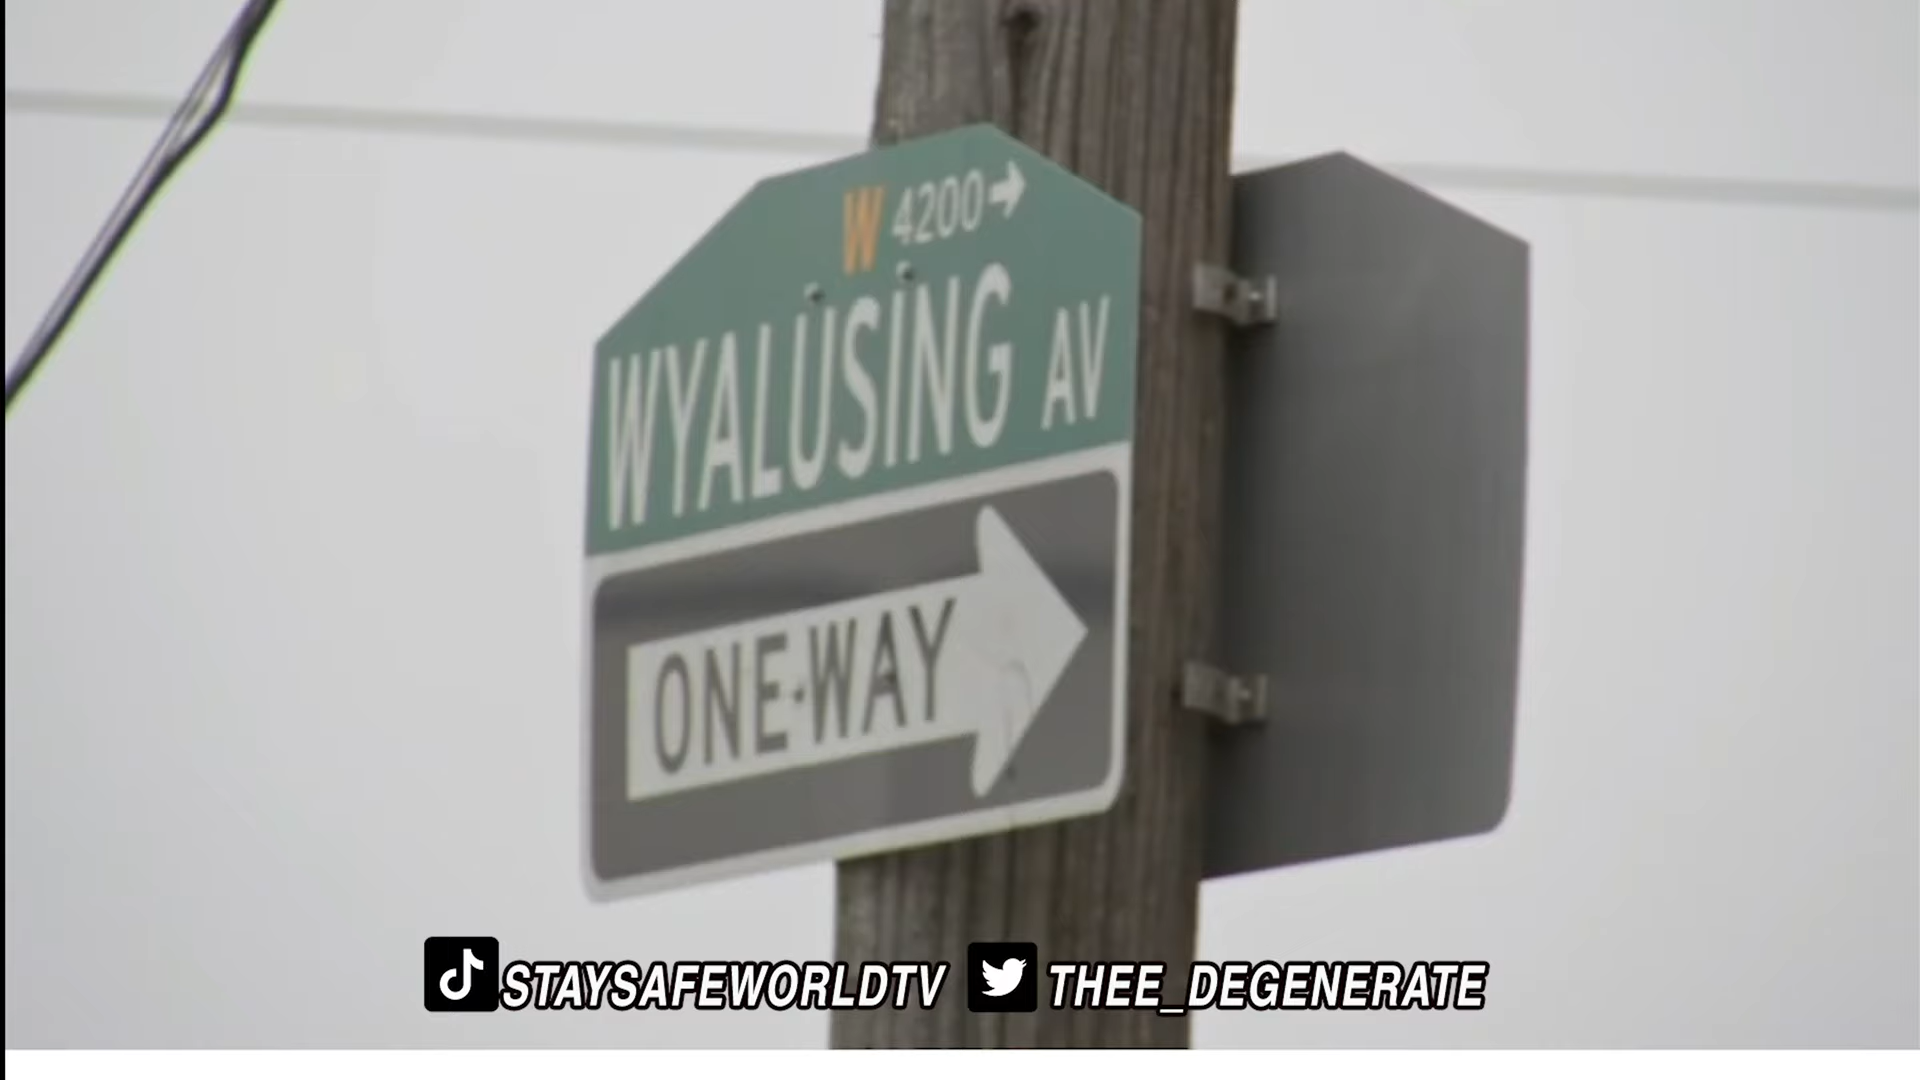 W 4200→
WYALUSING AV
ONE-WAY
STAYSAFEWORLDTV THEE_DEGENERATE